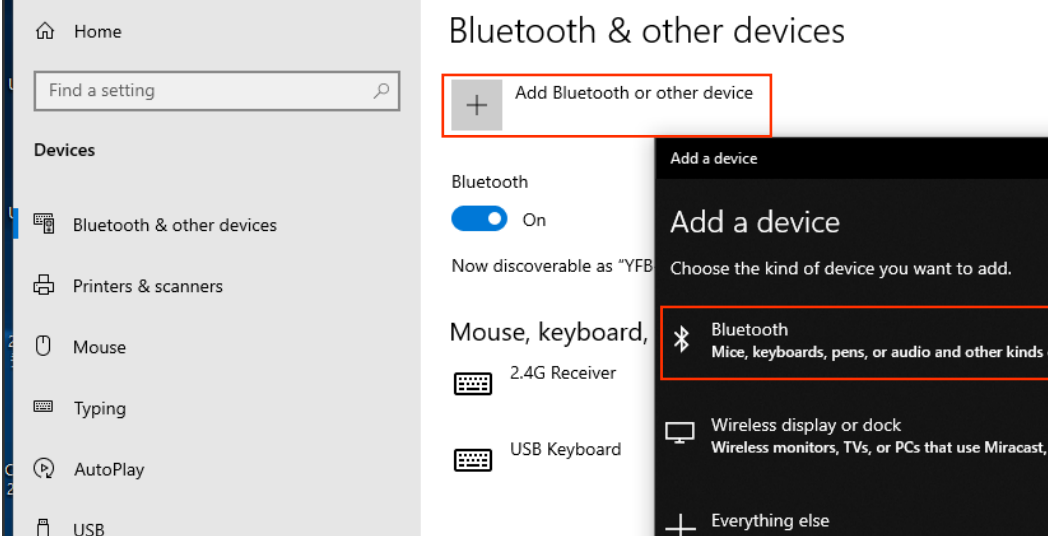 Home
Find a setting
Devices
Bluetooth & other devices
Printers & scanners
Mouse
Typing
AutoPlay
USB
Bluetooth & other devices
Add Bluetooth or other device
Bluetooth
On
Now discoverable as “YFB
Mouse, keyboard,
2.4G Receiver
USB Keyboard
Add a device
Add a device
Choose the kind of device you want to add.
Bluetooth
Mice, keyboards, pens, or audio and other kinds
Wireless display or dock
Wireless monitors, TVs, or PCs that use Miracast,
Everything else